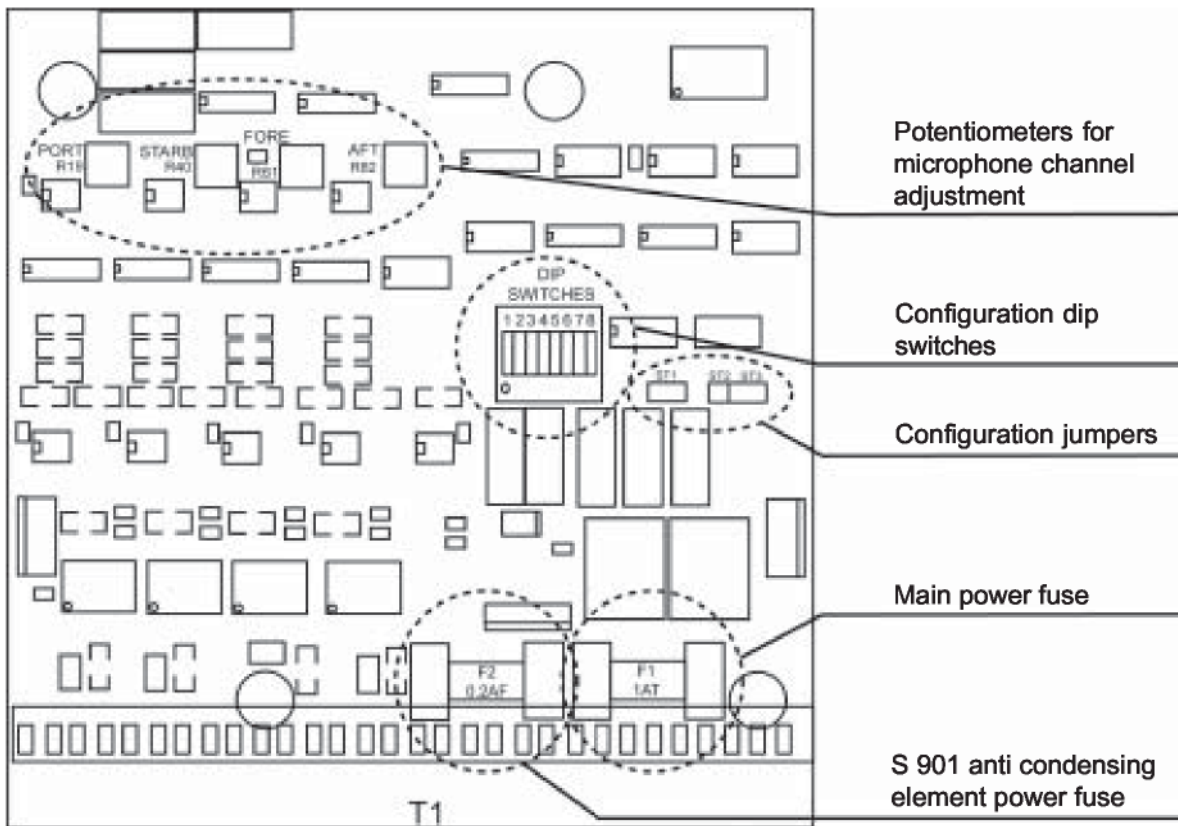 FORE
PORT
R19
STARB
R40
R61
AFT
R82
DIP
SWITCHES
12345678
ST1
ST2
ST3
F2
0.2AF
F1
1AT
T1
Potentiometers for
microphone channel
adjustment
Configuration dip
switches
Configuration jumpers
Main power fuse
S 901 anti condensing
element power fuse